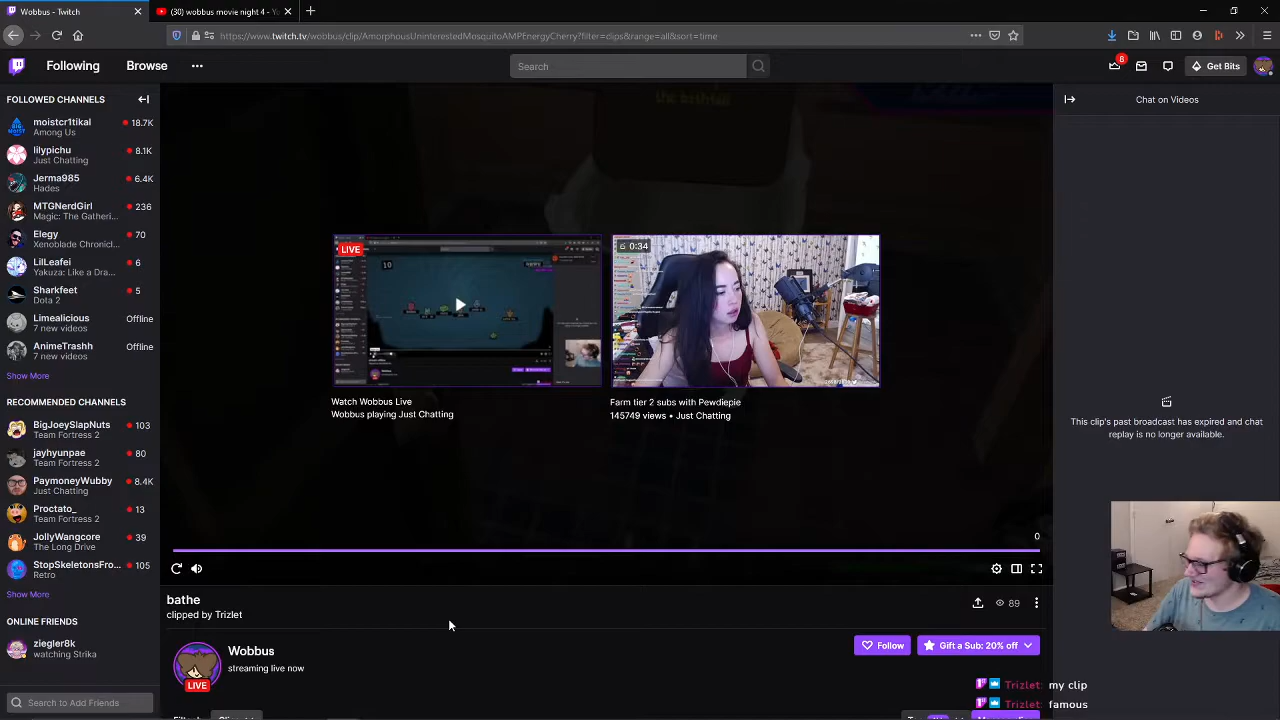 Wobbus - Twitch
(30) wobbus movie night 4 - Yo
https://www.twitch.tv/wobbus/clip/AmorphousUninterestedMosquitoAMPEnergyCherry?filter=clips&range=all&sort=time
Following
Browse
Search
8
Get Bits
FOLLOWED CHANNELS
moistcr1tikal
Among Us
18.7K
lilypichu
Just Chatting
8.1K
Jerma985
Hades
6.4K
MTGNerdGirl
Magic: The Gatheri...
236
Elegy
Xenoblade Chronicl...
70
LilLeafei
Yakuza: Like a Dra...
6
Sharkfeet
Dota 2
5
Limealicious
7 new videos
Offline
AnimeTrashh
7 new videos
Offline
Show More
RECOMMENDED CHANNELS
BigJoeySlapNuts
Team Fortress 2
103
jayhyunpae
Team Fortress 2
80
PaymoneyWubby
Just Chatting
8.4K
Proctato_
Team Fortress 2
13
JollyWangcore
The Long Drive
39
StopSkeletonsFro...
Retro
105
Show More
ONLINE FRIENDS
ziegler8k
watching Strika
Search to Add Friends
the bathtub
LIVE
10
Watch Wobbus Live
Wobbus playing Just Chatting
0:34
Farm tier 2 subs with Pewdiepie
145749 views • Just Chatting
0
bathe
clipped by Trizlet
89
Wobbus
streaming live now
LIVE
Follow
Gift a Sub: 20% off
Chat on Videos
This clip's past broadcast has expired and chat
replay is no longer available.
Trizlet: my clip
Trizlet: famous